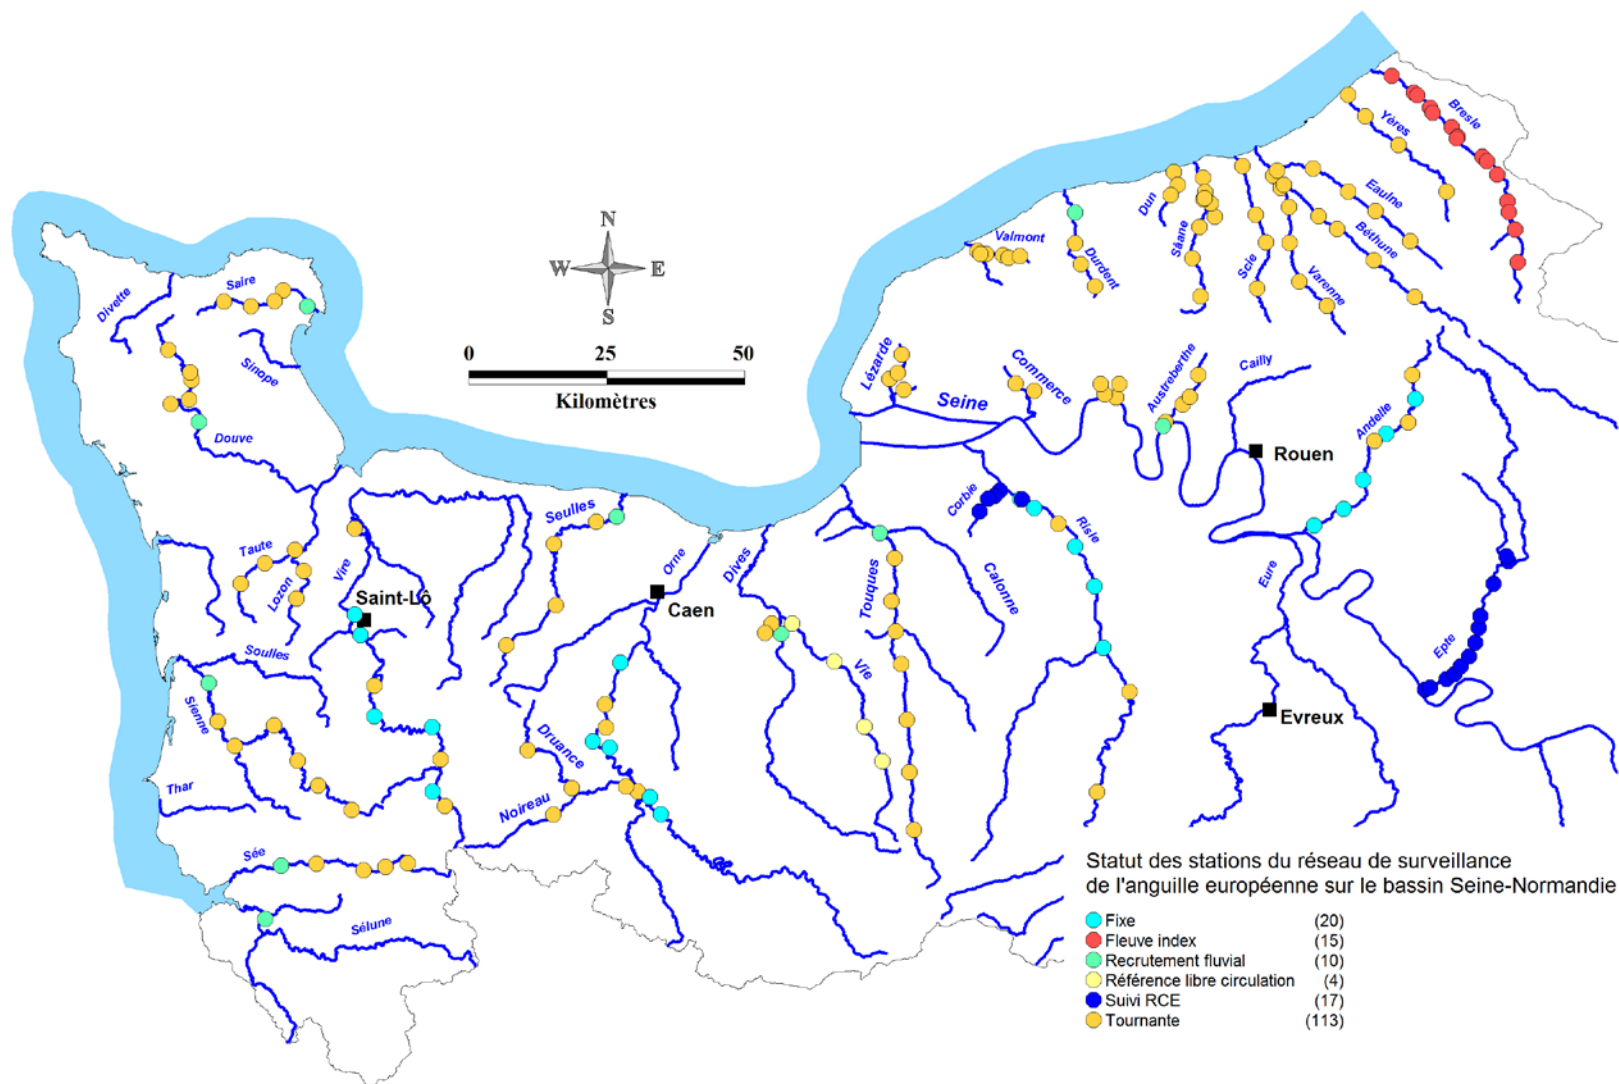 Bresle
Yères
Eaulne
Dun
Béthune
Sâane
N
Valmont
Scie
Durdent
W
E
Varenne
Saire
Divette
S
0
25
50
Lézarde
Commerce
Austreberthe
Cailly
Sinope
Kilomètres
Seine
Andelle
Douve
Rouen
Corbie
Seulles
Risle
Orne
Dives
Taute
Vire
Calonne
Eure
Touques
Lozon
Saint-Lô
Caen
Soulles
Epte
Vie
Sienne
Evreux
Druance
Thar
Noireau
Sée
Sélune
Statut des stations du réseau de surveillance
de l'anguille européenne sur le bassin Seine-Normandie
Fixe (20)
Fleuve index (15)
Recrutement fluvial (10)
Référence libre circulation (4)
Suivi RCE (17)
Tournante (113)